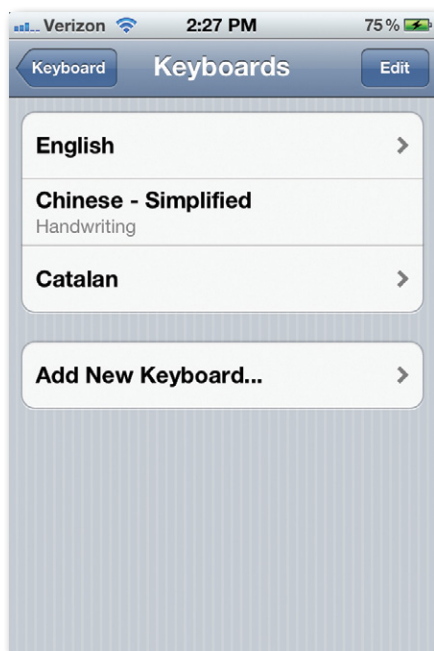 Verizon 2:27 PM 75%
Keyboard Keyboards Edit
English
Chinese - Simplified
Handwriting
Catalan
Add New Keyboard...